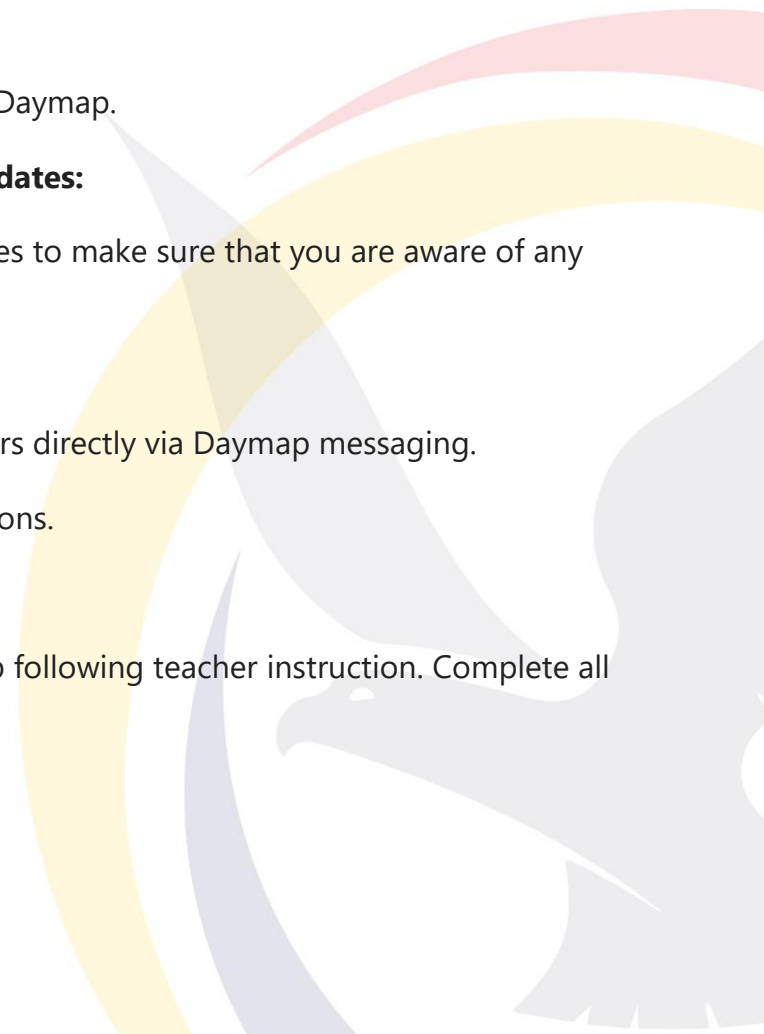 Daymap.
dates:
es to make sure that you are aware of any
rs directly via Daymap messaging.
ons.
following teacher instruction. Complete all